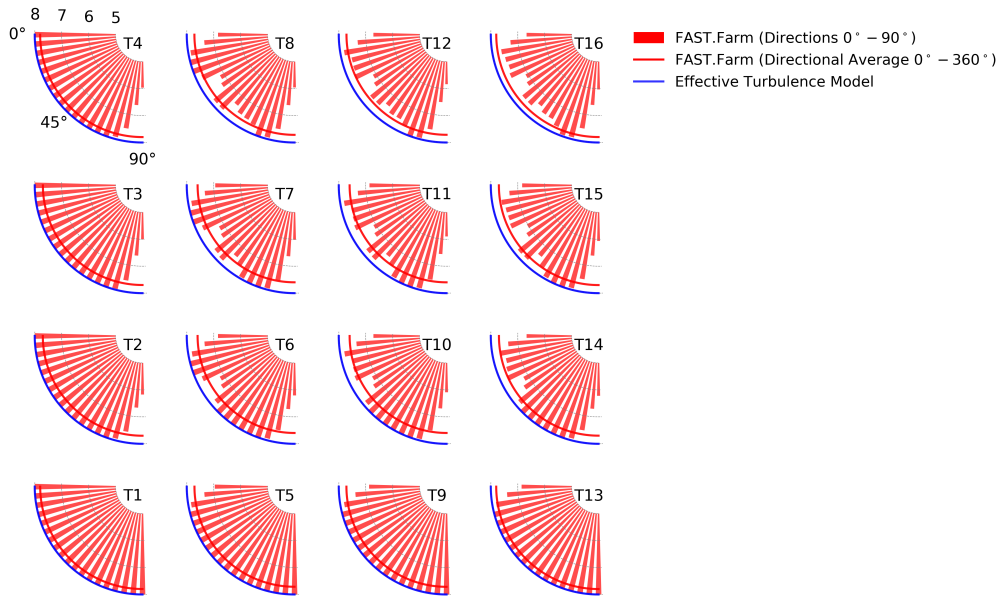 8 7 6 5
0°
T4 T8 T12 T16
45°
90°
FAST.Farm (Directions 0° − 90°)
FAST.Farm (Directional Average 0° − 360°)
Effective Turbulence Model
T3 T7 T11 T15
T2 T6 T10 T14
T1 T5 T9 T13